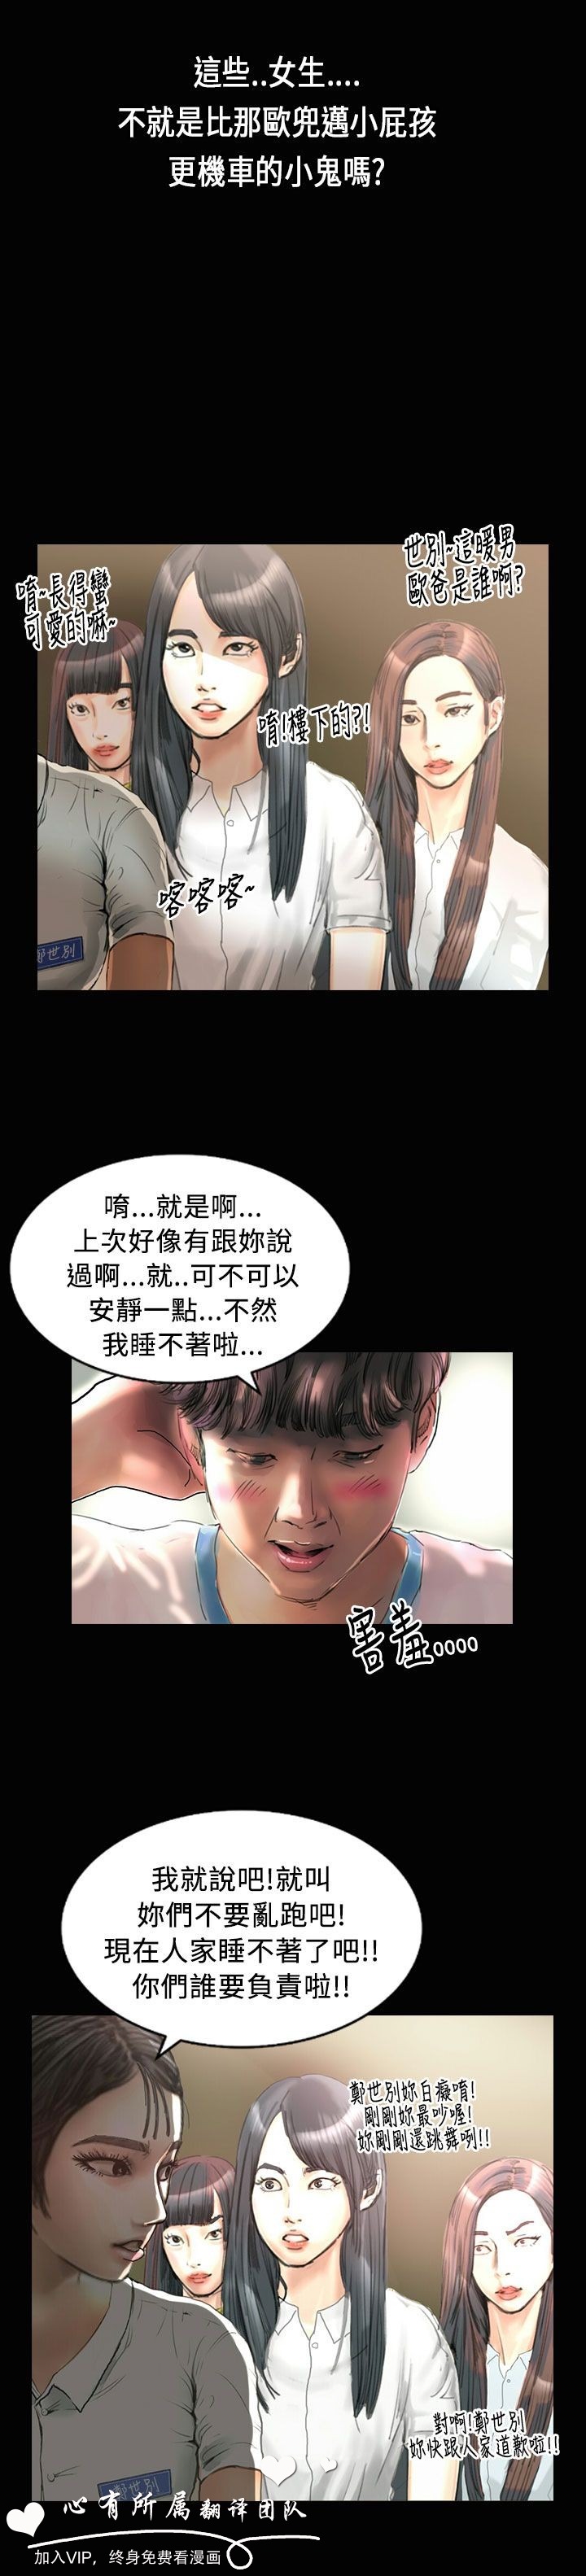 這些..女生....
不就是比那歐兜邁小屁孩
更機車的小鬼嗎?
世別~這暖男
歐爸是誰啊?
唷~長得蠻
可愛的嘛~
唷!樓下的?!
喀喀喀~
鄭世別
唷...就是啊...
上次好像有跟妳說
過啊...就..可不可以
安靜一點...不然
我睡不著啦...
害羞....
我就說吧!就叫
妳們不要亂跑吧!
現在人家睡不著了吧!!
你們誰要負責啦!!
鄭世別妳白癡唷!
剛剛妳最吵喔!
妳剛剛還跳舞咧!!
對啊!鄭世別
妳快跟人家道歉啦!!
鄭世別
心有所属翻译团队
加入VIP，终身免费看漫画